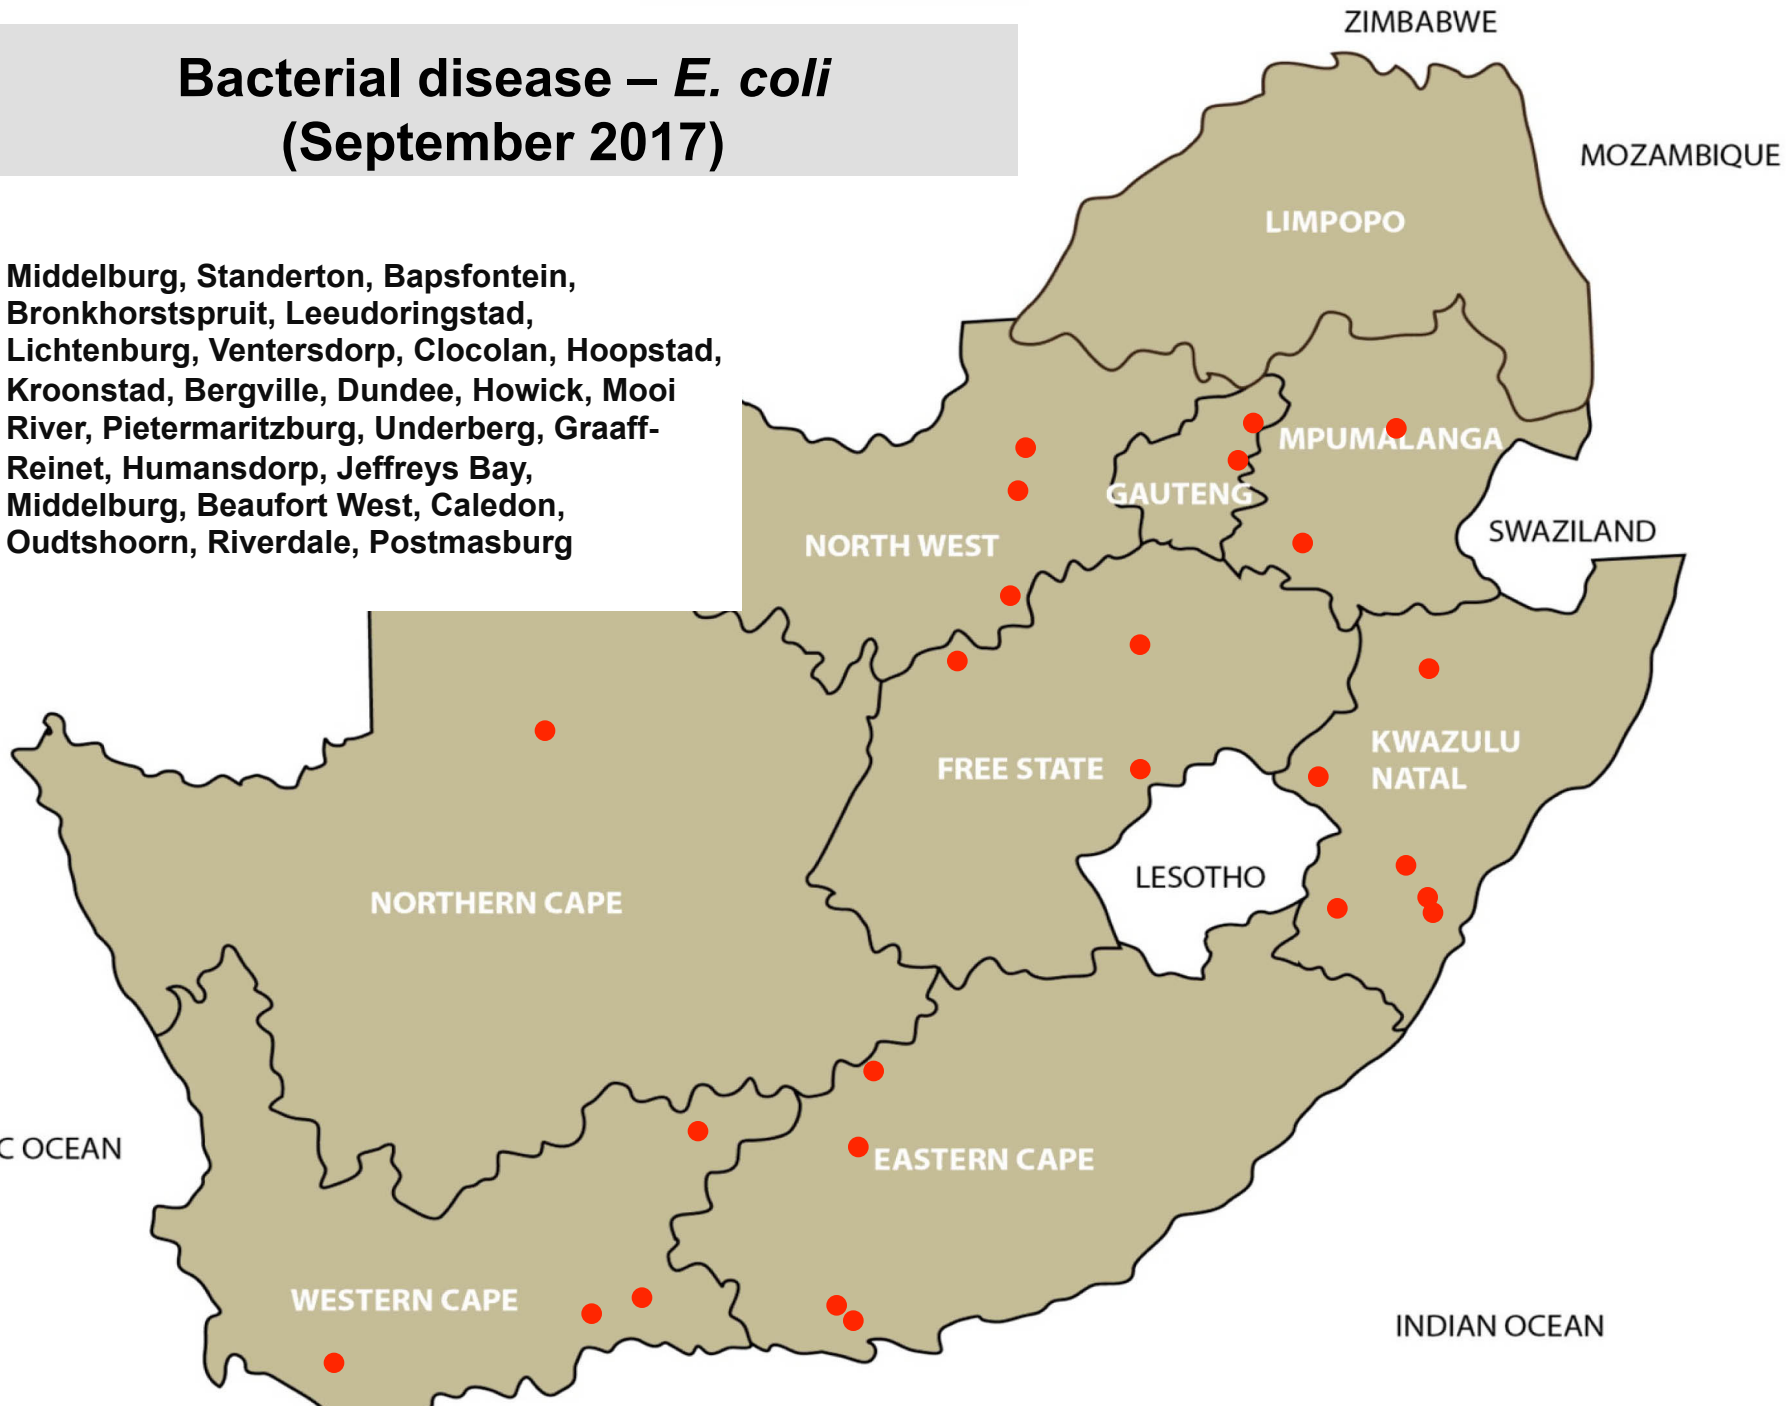 ZIMBABWE
Bacterial disease – E. coli
(September 2017)
MOZAMBIQUE
LIMPOPO
Middelburg, Standerton, Bapsfontein,
Bronkhorstspruit, Leeudoringstad,
Lichtenburg, Ventersdorp, Clocolan, Hoopstad,
Kroonstad, Bergville, Dundee, Howick, Mooi
River, Pietermaritzburg, Underberg, Graaff-
Reinet, Humansdorp, Jeffreys Bay,
Middelburg, Beaufort West, Caledon,
Oudtshoorn, Riverdale, Postmasburg
MPUMALANGA
GAUTENG
SWAZILAND
NORTH WEST
KWAZULU
NATAL
FREE STATE
LESOTHO
NORTHERN CAPE
C OCEAN
EASTERN CAPE
WESTERN CAPE
INDIAN OCEAN